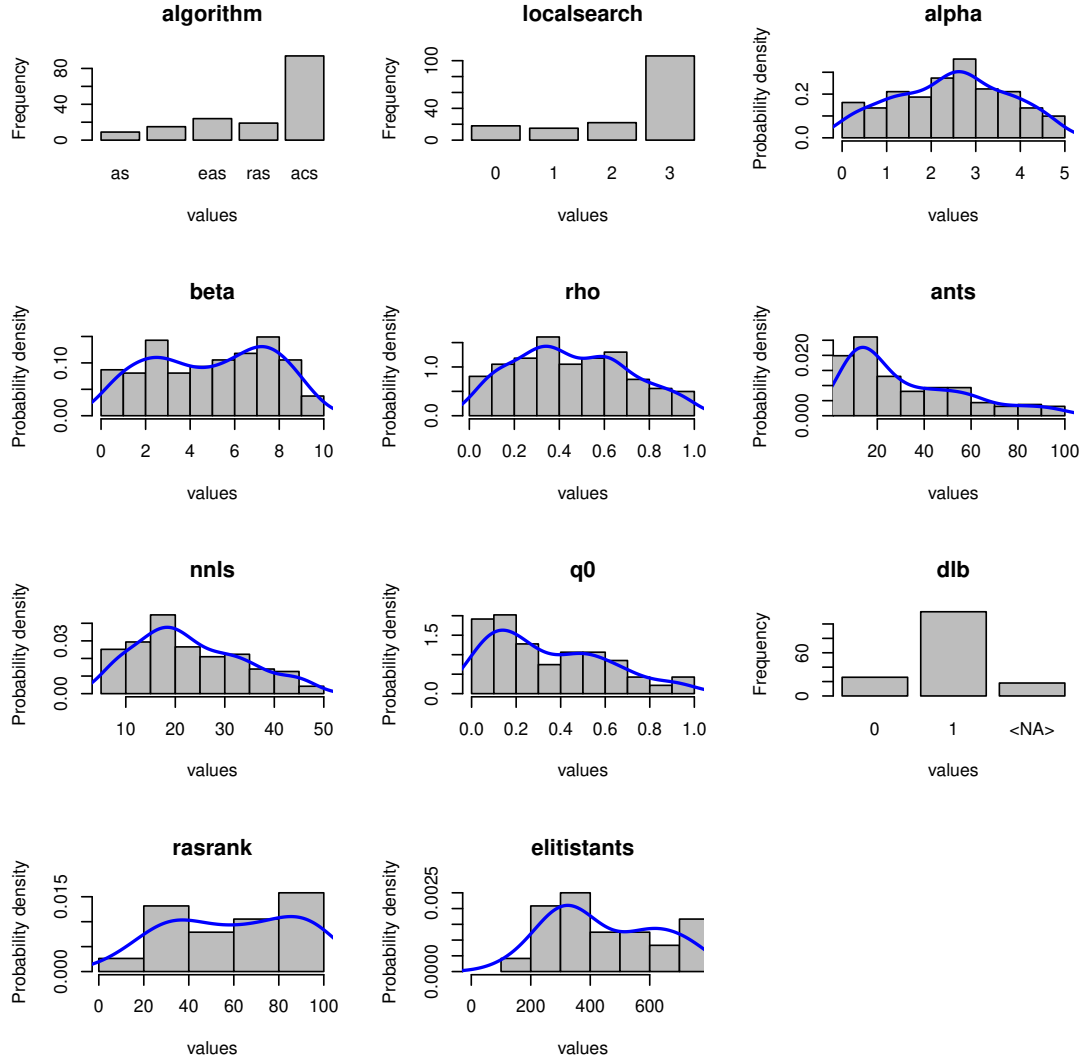 algorithm
Frequency
0 40 80
as eas ras acs
values
localsearch
Frequency
0 40 100
0 1 2 3
values
alpha
Probability density
0.0 0.2
0 1 2 3 4 5
values
beta
Probability density
0.00 0.10
0 2 4 6 8 10
values
rho
Probability density
0.0 1.0
0.0 0.2 0.4 0.6 0.8 1.0
values
ants
Probability density
0.000 0.020
20 40 60 80 100
values
nnls
Probability density
0.00 0.03
10 20 30 40 50
values
q0
Probability density
0.0 1.5
0.0 0.2 0.4 0.6 0.8 1.0
values
dlb
Frequency
0 60
0 1 <NA>
values
rasrank
Probability density
0.000 0.015
0 20 40 60 80 100
values
elitistants
Probability density
0.0000 0.0025
0 200 400 600
values